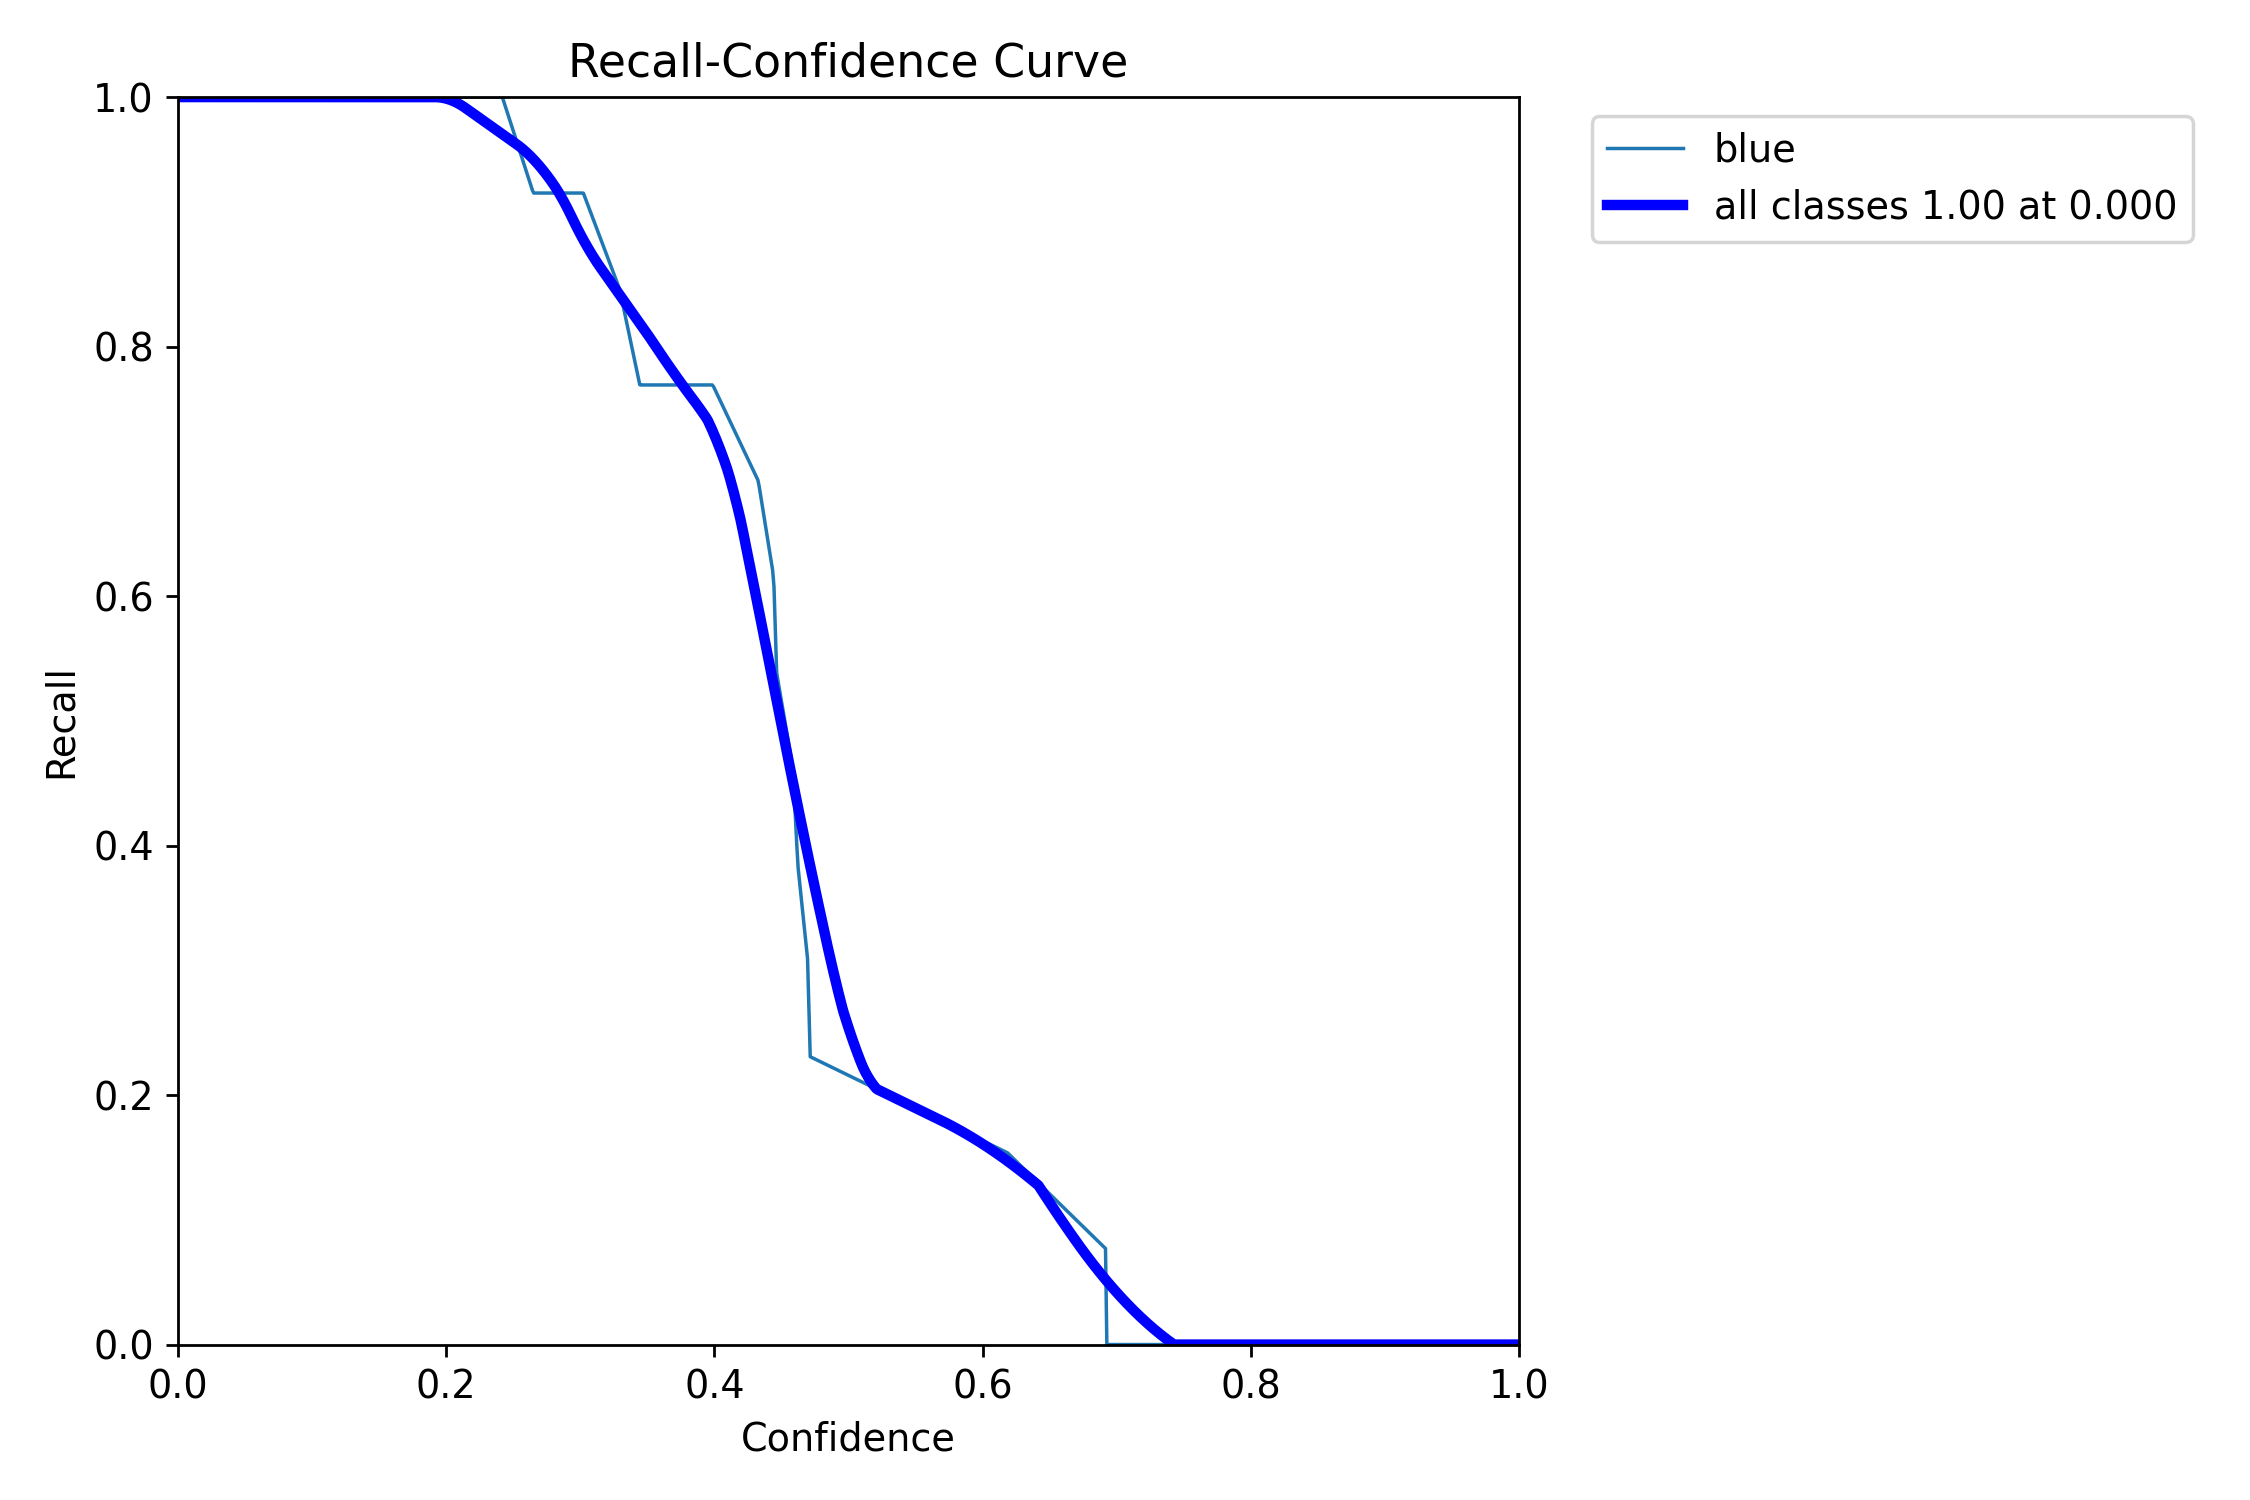 Recall-Confidence Curve
1.0
0.8
0.6
0.4
0.2
0.0
Recall
0.0 0.2 0.4 0.6 0.8 1.0
Confidence
blue
all classes 1.00 at 0.000